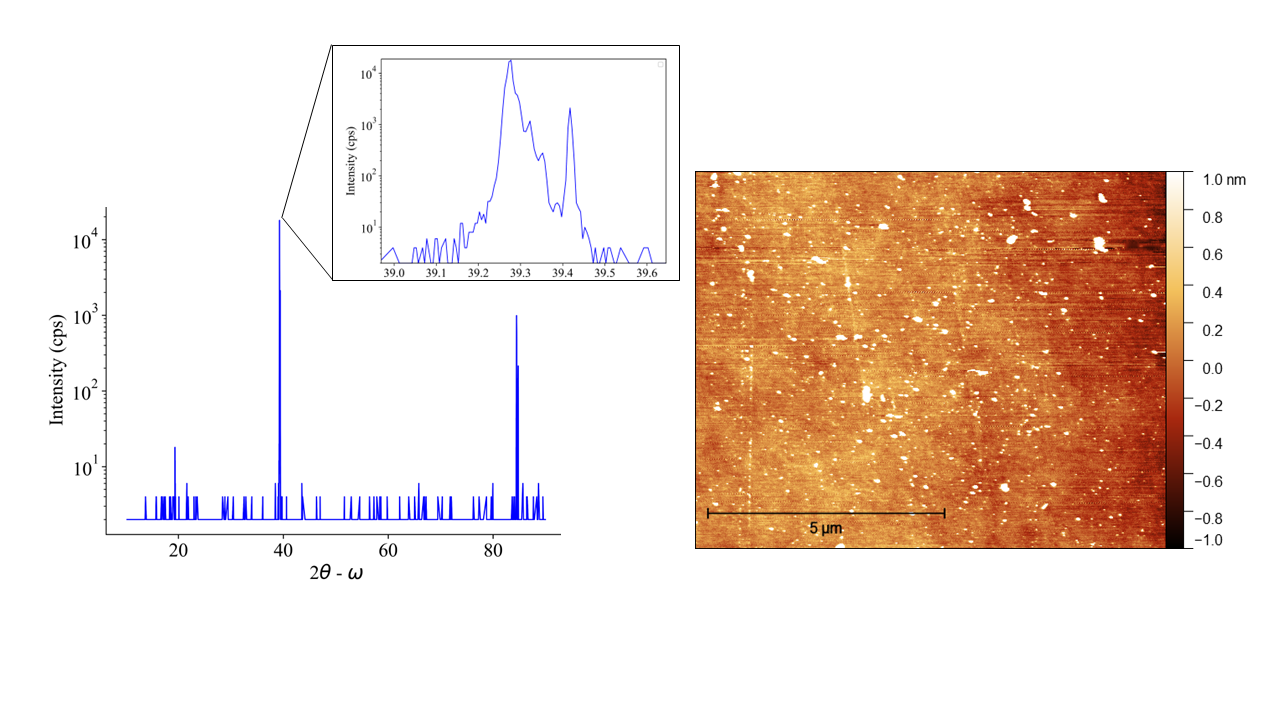 10⁴
10³
10²
10¹
Intensity (cps)
39.0 39.1 39.2 39.3 39.4 39.5 39.6
10⁴
10³
10²
10¹
Intensity (cps)
20 40 60 80
2θ - ω
1.0 nm
0.8
0.6
0.4
0.2
0.0
−0.2
−0.4
−0.6
−0.8
−1.0
5 µm